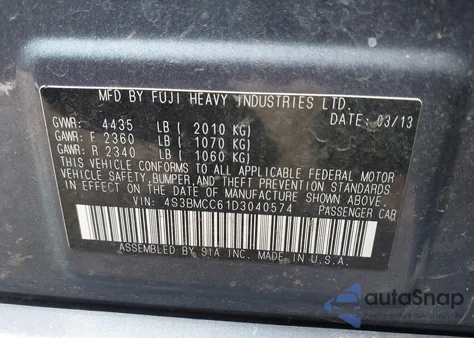 MFD BY FUJI HEAVY INDUSTRIES LTD.
DATE: 03/13
GVWR: 4435 LB ( 2010 KG)
GAWR: F 2360 LB ( 1070 KG)
GAWR: R 2340 LB ( 1060 KG)
THIS VEHICLE CONFORMS TO ALL APPLICABLE FEDERAL MOTOR
VEHICLE SAFETY, BUMPER, AND THEFT PREVENTION STANDARDS
IN EFFECT ON THE DATE OF MANUFACTURE SHOWN ABOVE.
VIN: 4S3BMCC61D3040574 PASSENGER CAR
ASSEMBLED BY SIA INC. MADE IN U.S.A.
autoSnap